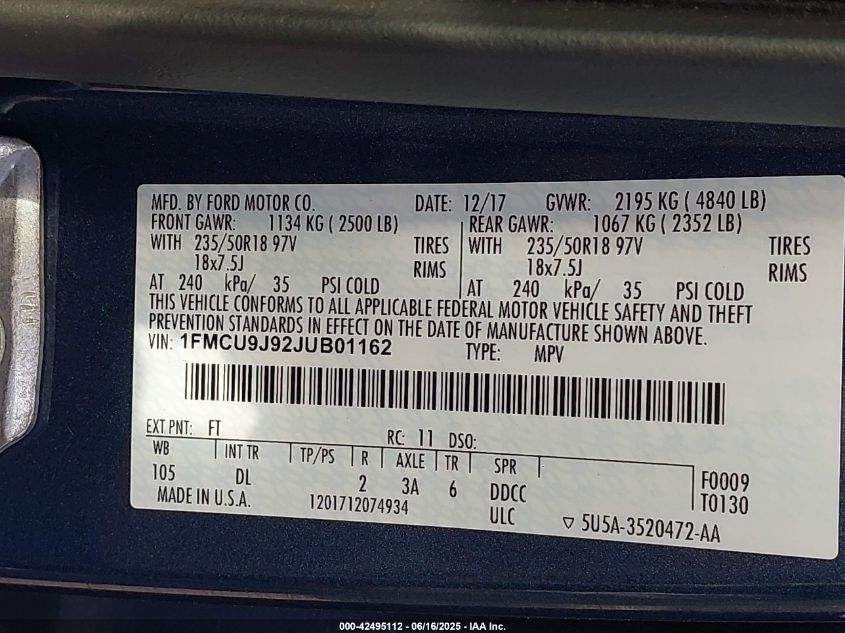 MFD. BY FORD MOTOR CO. DATE: 12/17 GVWR: 2195 KG ( 4840 LB)
FRONT GAWR: 1134 KG ( 2500 LB) REAR GAWR: 1067 KG ( 2352 LB)
WITH 235/50R18 97V TIRES WITH 235/50R18 97V TIRES
18x7.5J RIMS 18x7.5J RIMS
AT 240 kPa/ 35 PSI COLD AT 240 kPa/ 35 PSI COLD
THIS VEHICLE CONFORMS TO ALL APPLICABLE FEDERAL MOTOR VEHICLE SAFETY AND THEFT
PREVENTION STANDARDS IN EFFECT ON THE DATE OF MANUFACTURE SHOWN ABOVE.
VIN: 1FMCU9J92JUB01162 TYPE: MPV
EXT PNT: FT RC: 11 DSO:
WB INT TR TP/PS R AXLE TR SPR F0009
105 DL 2 3A 6 DDCC T0130
MADE IN U.S.A. 1201712074934 ULC ▽ 5U5A-3520472-AA
000-42495112 - 06/16/2025 - IAA Inc.